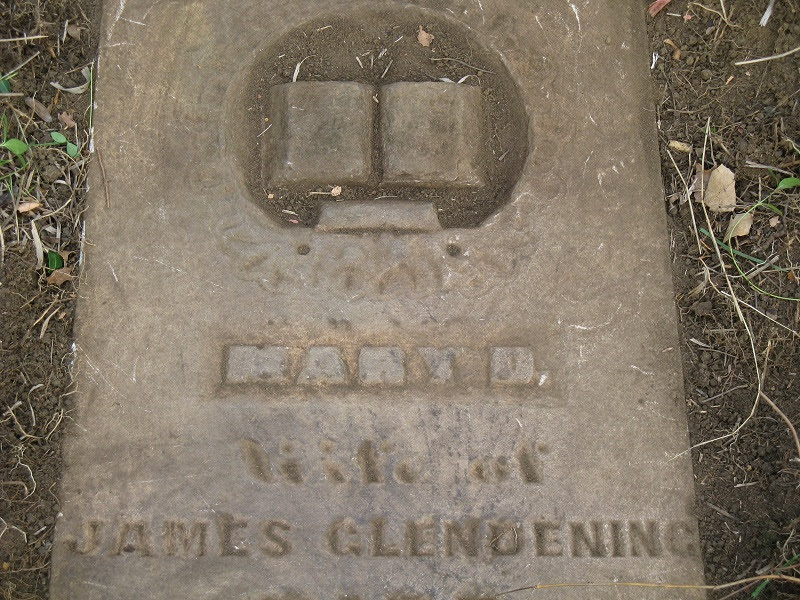 MARY D.
Wife of
JAMES GLENDENING